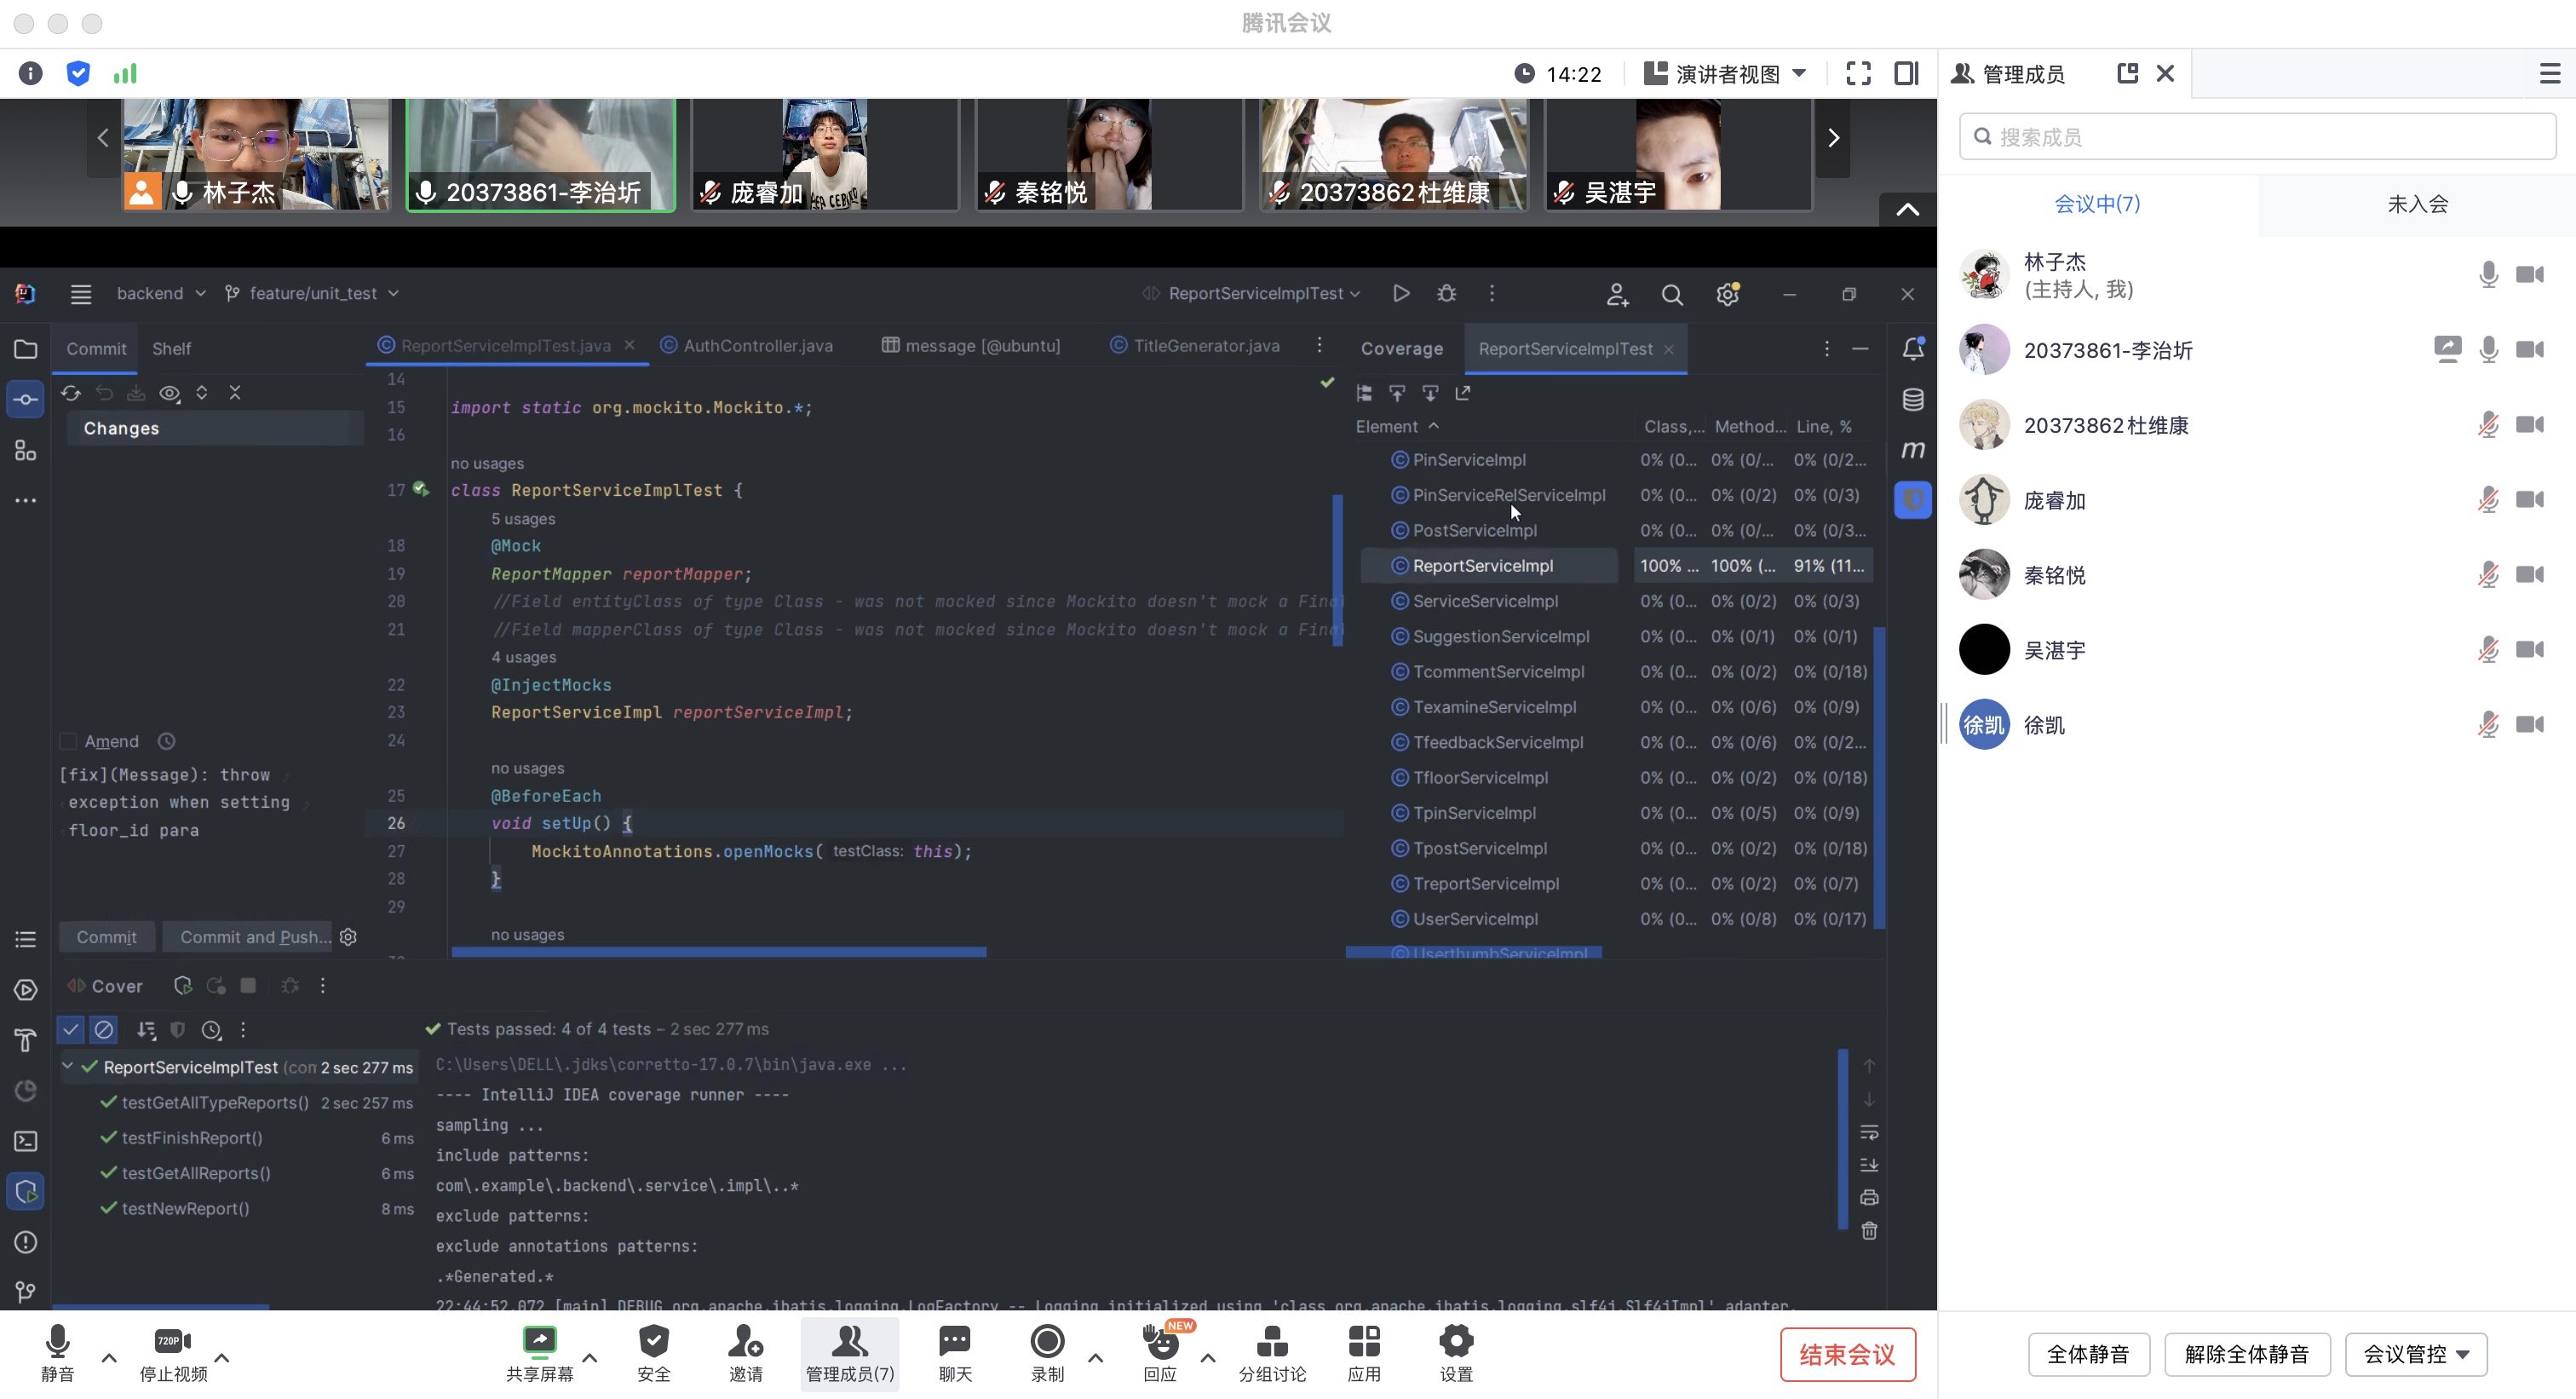 腾讯会议
14:22
演讲者视图
管理成员
搜索成员
会议中(7)
未入会
林子杰
20373861-李治圻
庞睿加
秦铭悦
20373862杜维康
吴湛宇
林子杰
(主持人, 我)
20373861-李治圻
20373862杜维康
庞睿加
秦铭悦
吴湛宇
徐凯
徐凯
backend
feature/unit_test
ReportServiceImplTest
Commit
Shelf
ReportServiceImplTest.java
AuthController.java
message [@ubuntu]
TitleGenerator.java
Coverage
ReportServiceImplTest
Changes
14
15 import static org.mockito.Mockito.*;
16
no usages
17 class ReportServiceImplTest {
5 usages
18 @Mock
19 ReportMapper reportMapper;
20 //Field entityClass of type Class - was not mocked since Mockito doesn't mock a Fina
21 //Field mapperClass of type Class - was not mocked since Mockito doesn't mock a Fina
4 usages
22 @InjectMocks
23 ReportServiceImpl reportServiceImpl;
24
no usages
25 @BeforeEach
26 void setUp() {
27 MockitoAnnotations.openMocks( testClass: this);
28 }
29
no usages
Element Class,... Method... Line, %
PinServiceImpl 0% (0... 0% (0/... 0% (0/2...
PinServiceRelServiceImpl 0% (0... 0% (0/2) 0% (0/3)
PostServiceImpl 0% (0... 0% (0/... 0% (0/3...
ReportServiceImpl 100% ... 100% (... 91% (11...
ServiceServiceImpl 0% (0... 0% (0/2) 0% (0/3)
SuggestionServiceImpl 0% (0... 0% (0/1) 0% (0/1)
TcommentServiceImpl 0% (0... 0% (0/2) 0% (0/18)
TexamineServiceImpl 0% (0... 0% (0/6) 0% (0/9)
TfeedbackServiceImpl 0% (0... 0% (0/6) 0% (0/2...
TfloorServiceImpl 0% (0... 0% (0/2) 0% (0/18)
TpinServiceImpl 0% (0... 0% (0/5) 0% (0/9)
TpostServiceImpl 0% (0... 0% (0/2) 0% (0/18)
TreportServiceImpl 0% (0... 0% (0/2) 0% (0/7)
UserServiceImpl 0% (0... 0% (0/8) 0% (0/17)
UserthumbServiceImpl
Amend
[fix](Message): throw
exception when setting
floor_id para
Commit
Commit and Push...
Cover
Tests passed: 4 of 4 tests – 2 sec 277 ms
ReportServiceImplTest (con 2 sec 277 ms
testGetAllTypeReports() 2 sec 257 ms
testFinishReport() 6 ms
testGetAllReports() 6 ms
testNewReport() 8 ms
C:\Users\DELL\.jdks\corretto-17.0.7\bin\java.exe ...
---- IntelliJ IDEA coverage runner ----
sampling ...
include patterns:
com\.example\.backend\.service\.impl\..*
exclude patterns:
exclude annotations patterns:
.*Generated.*
22:44:52.072 [main] DEBUG org.apache.ibatis.logging.LogFactory -- Logging initialized using 'class org.apache.ibatis.logging.slf4j.Slf4jImpl' adapter.
静音
720P
停止视频
共享屏幕
安全
邀请
管理成员(7)
聊天
录制
NEW
回应
分组讨论
应用
设置
结束会议
全体静音
解除全体静音
会议管控